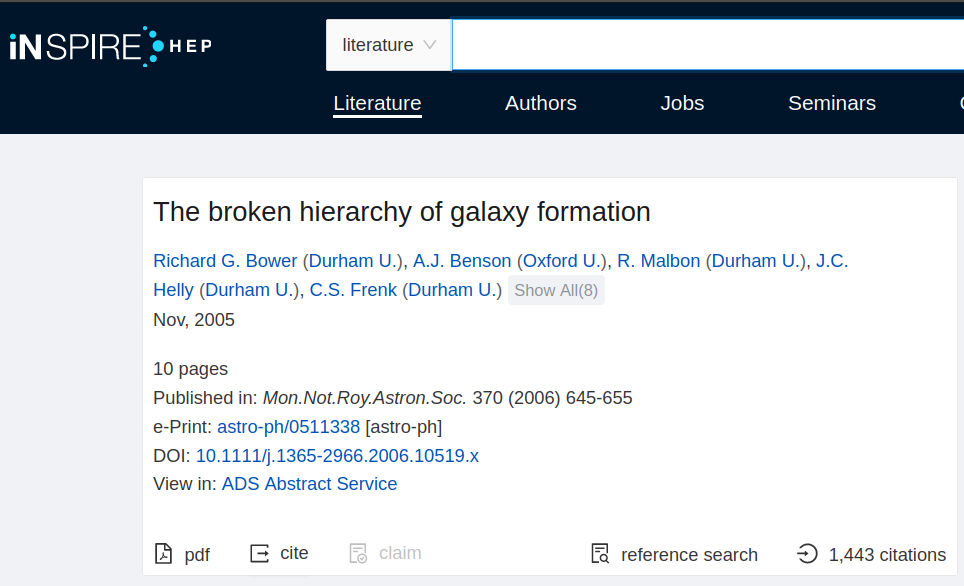 iNSPIRE HEP
literature
Literature Authors Jobs Seminars
The broken hierarchy of galaxy formation
Richard G. Bower (Durham U.), A.J. Benson (Oxford U.), R. Malbon (Durham U.), J.C.
Helly (Durham U.), C.S. Frenk (Durham U.) Show All(8)
Nov, 2005
10 pages
Published in: Mon.Not.Roy.Astron.Soc. 370 (2006) 645-655
e-Print: astro-ph/0511338 [astro-ph]
DOI: 10.1111/j.1365-2966.2006.10519.x
View in: ADS Abstract Service
pdf cite claim reference search 1,443 citations